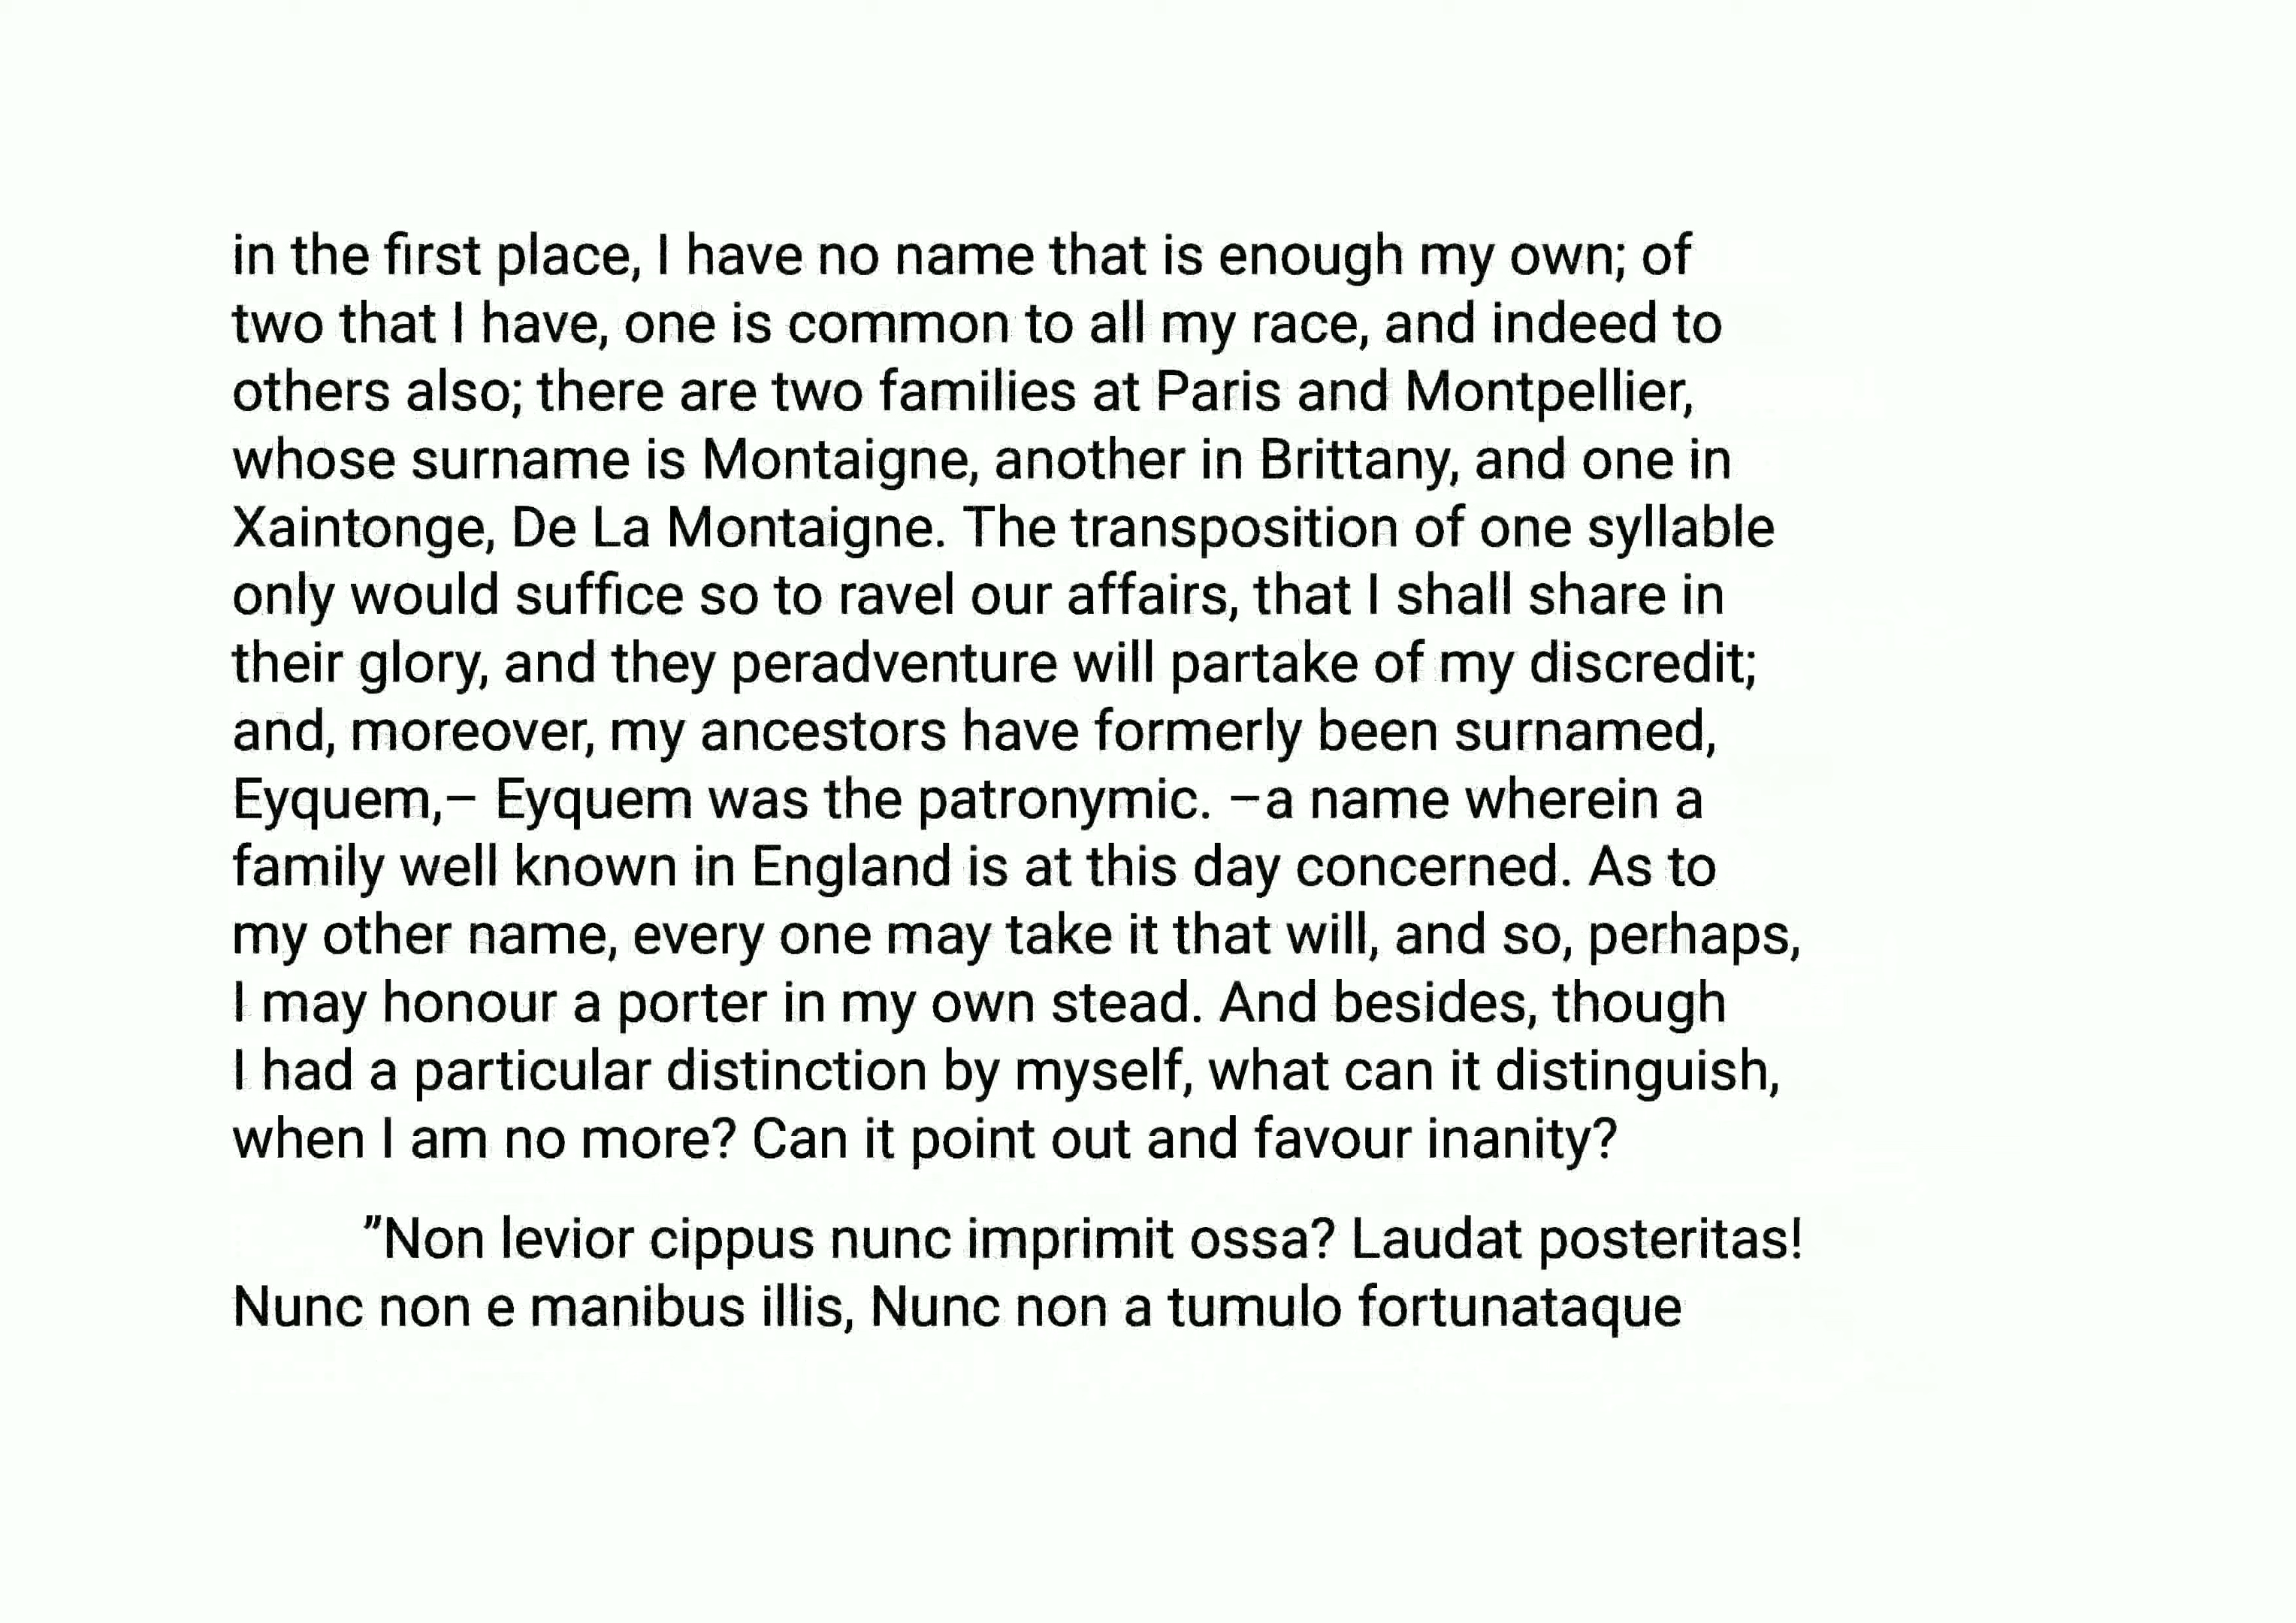 in the first place, I have no name that is enough my own; of
two that I have, one is common to all my race, and indeed to
others also; there are two families at Paris and Montpellier,
whose surname is Montaigne, another in Brittany, and one in
Xaintonge, De La Montaigne. The transposition of one syllable
only would suffice so to ravel our affairs, that I shall share in
their glory, and they peradventure will partake of my discredit;
and, moreover, my ancestors have formerly been surnamed,
Eyquem,– Eyquem was the patronymic. –a name wherein a
family well known in England is at this day concerned. As to
my other name, every one may take it that will, and so, perhaps,
I may honour a porter in my own stead. And besides, though
I had a particular distinction by myself, what can it distinguish,
when I am no more? Can it point out and favour inanity?
”Non levior cippus nunc imprimit ossa? Laudat posteritas!
Nunc non e manibus illis, Nunc non a tumulo fortunataque